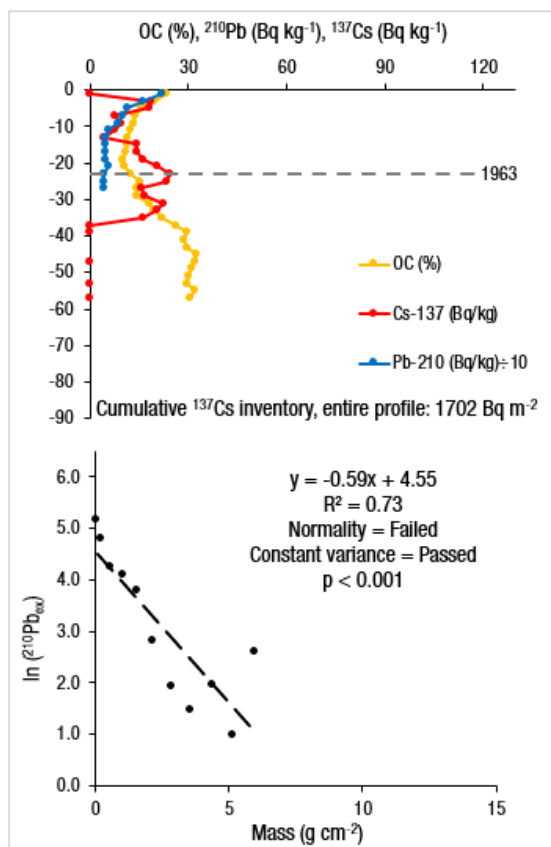 OC (%), ²¹⁰Pb (Bq kg⁻¹), ¹³⁷Cs (Bq kg⁻¹)
0 30 60 90 120
0
-10
-20
1963
-30
-40
-50
OC (%)
-60
Cs-137 (Bq/kg)
-70
Pb-210 (Bq/kg)÷10
-80
-90
Cumulative ¹³⁷Cs inventory, entire profile: 1702 Bq m⁻²
6.0
y = -0.59x + 4.55
R² = 0.73
5.0
Normality = Failed
Constant variance = Passed
p < 0.001
4.0
3.0
ln (²¹⁰Pbₑₓ)
2.0
1.0
0.0
0 5 10 15
Mass (g cm⁻²)